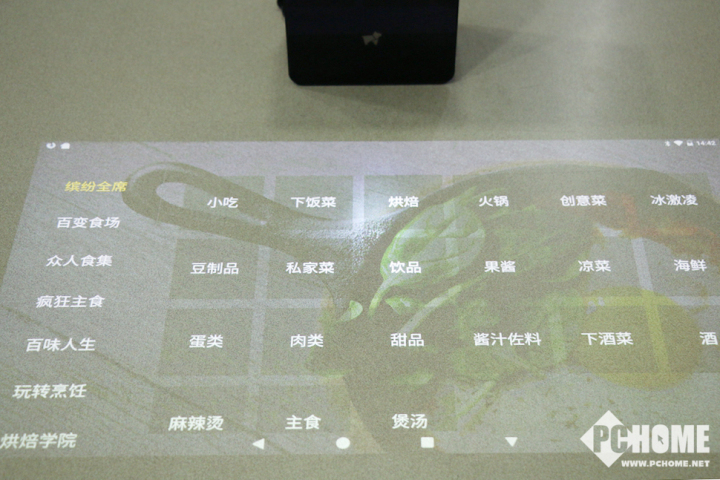 14:42
缤纷全席
百变食场
众人食集
疯狂主食
百味人生
玩转烹饪
烘焙学院
小吃 下饭菜 烘焙 火锅 创意菜 冰激凌
豆制品 私家菜 饮品 果酱 凉菜 海鲜
蛋类 肉类 甜品 酱汁佐料 下酒菜 酒
麻辣烫 主食 煲汤
PCHOME
WWW.PCHOME.NET